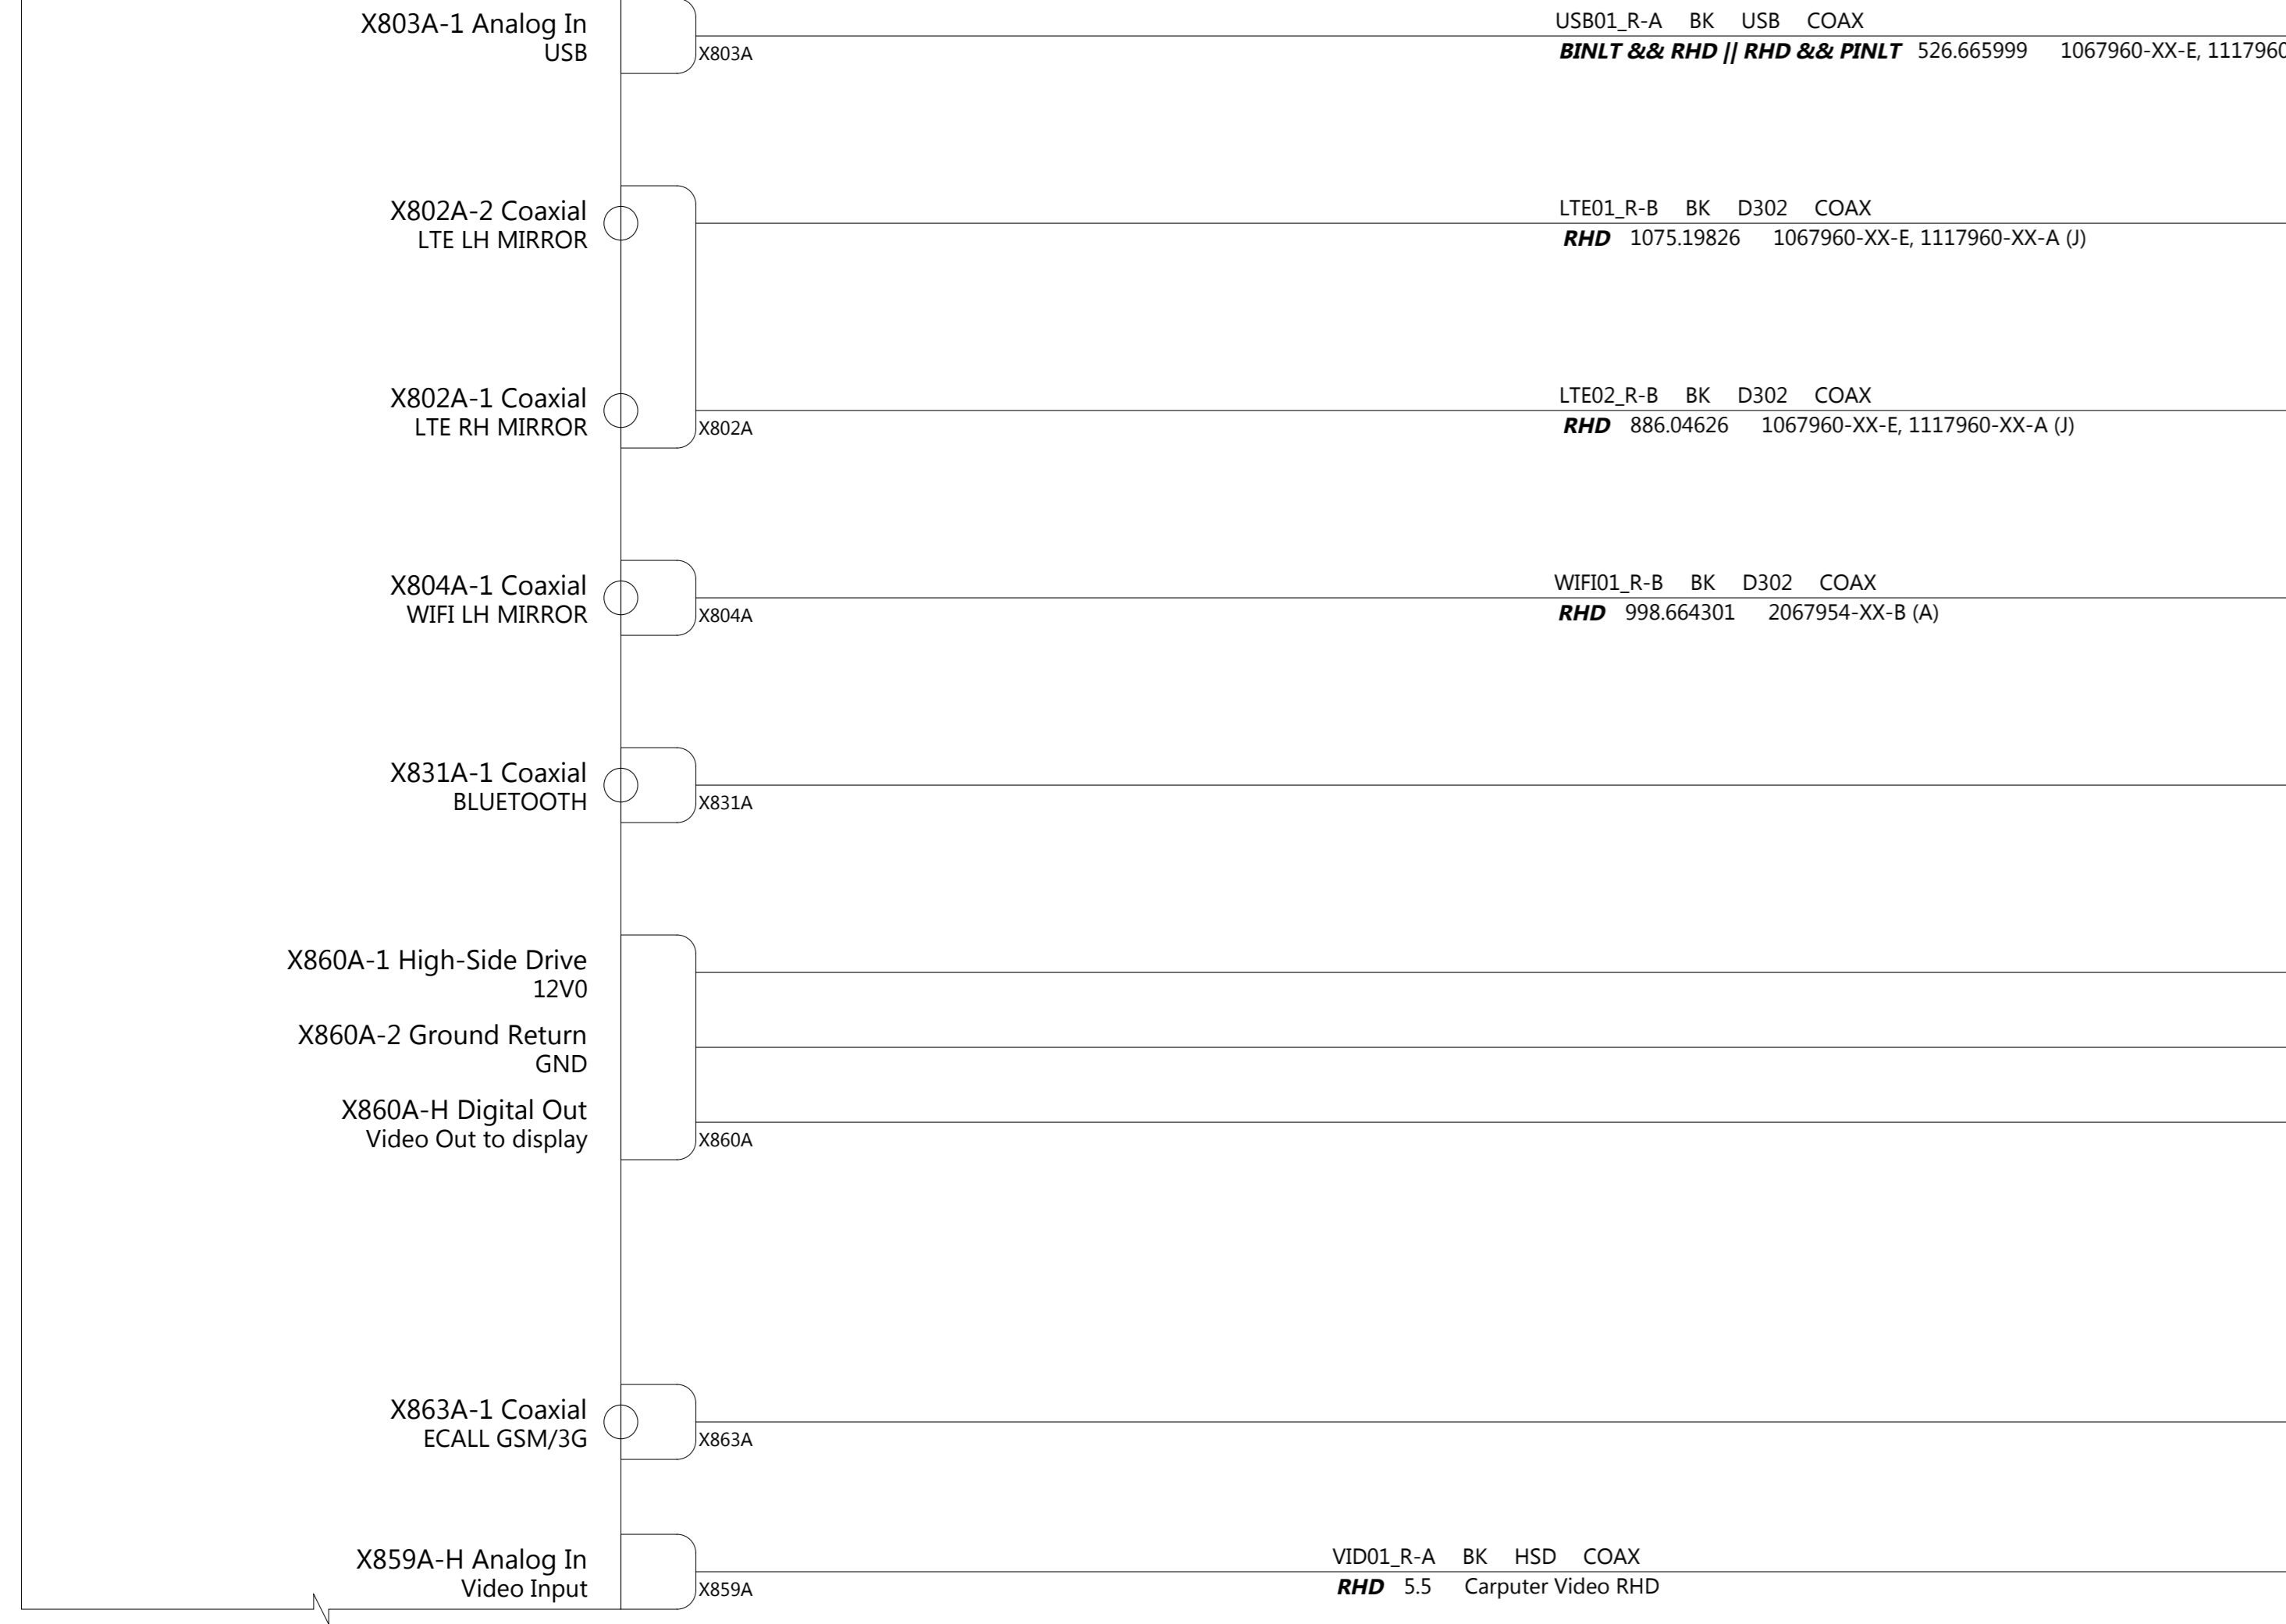 X803A-1 Analog In
USB
X803A
USB01_R-A BK USB COAX
BINLT && RHD || RHD && PINLT 526.665999 1067960-XX-E, 1117960
X802A-2 Coaxial
LTE LH MIRROR
LTE01_R-B BK D302 COAX
RHD 1075.19826 1067960-XX-E, 1117960-XX-A (J)
X802A-1 Coaxial
LTE RH MIRROR
X802A
LTE02_R-B BK D302 COAX
RHD 886.04626 1067960-XX-E, 1117960-XX-A (J)
X804A-1 Coaxial
WIFI LH MIRROR
X804A
WIFI01_R-B BK D302 COAX
RHD 998.664301 2067954-XX-B (A)
X831A-1 Coaxial
BLUETOOTH
X831A
X860A-1 High-Side Drive
12V0
X860A-2 Ground Return
GND
X860A-H Digital Out
Video Out to display
X860A
X863A-1 Coaxial
ECALL GSM/3G
X863A
X859A-H Analog In
Video Input
X859A
VID01_R-A BK HSD COAX
RHD 5.5 Carputer Video RHD